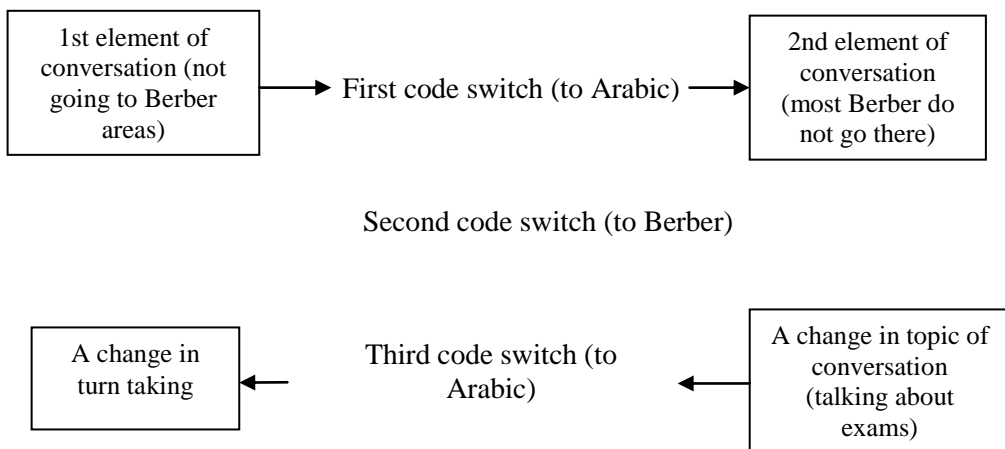 1st element of
conversation (not
going to Berber
areas)
First code switch (to Arabic)
2nd element of
conversation
(most Berber do
not go there)
Second code switch (to Berber)
A change in
turn taking
Third code switch (to
Arabic)
A change in topic of
conversation
(talking about
exams)